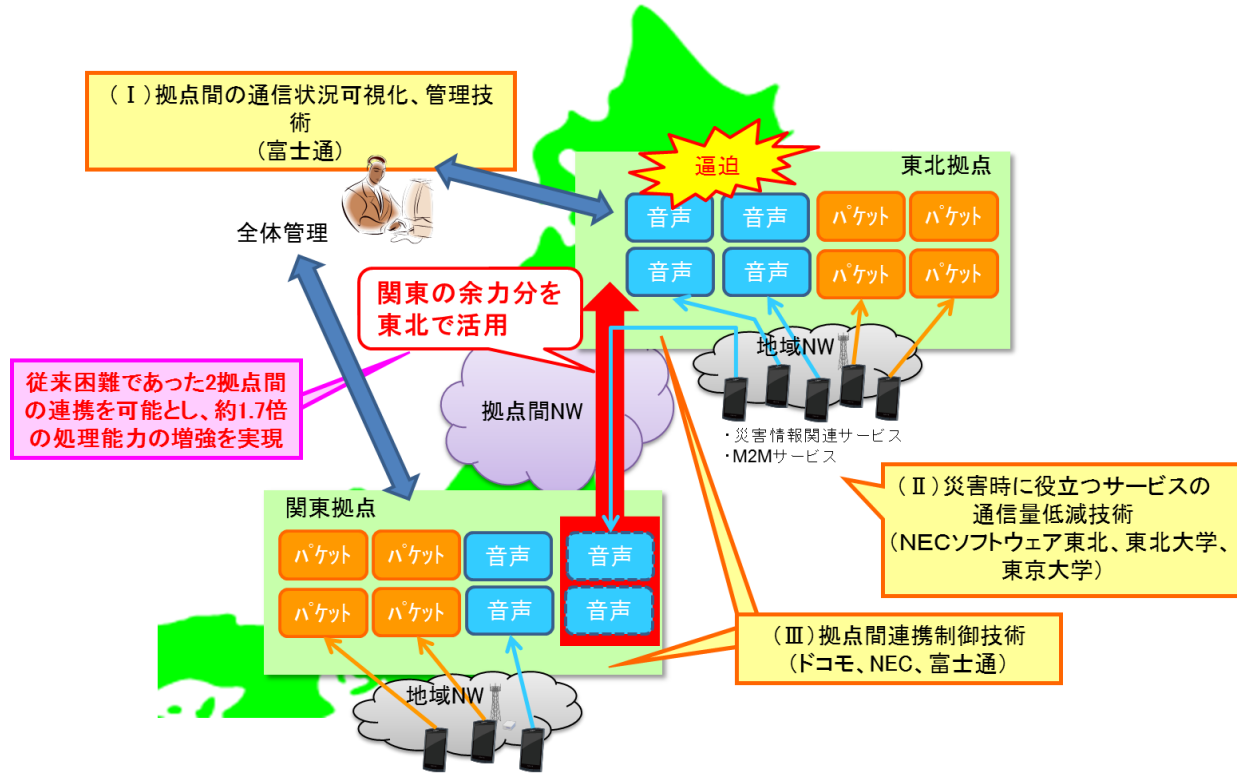 (Ⅰ)拠点間の通信状況可視化、管理技
術
(富士通)
逼迫
東北拠点
音声 音声 パケット パケット
音声 音声 パケット パケット
全体管理
関東の余力分を
東北で活用
地域NW
従来困難であった2拠点間
の連携を可能とし、約1.7倍
の処理能力の増強を実現
拠点間NW
・災害情報関連サービス
・M2Mサービス
(Ⅱ)災害時に役立つサービスの
通信量低減技術
(NECソフトウェア東北、東北大学、
東京大学)
関東拠点
パケット パケット 音声 音声
パケット パケット 音声 音声
(Ⅲ)拠点間連携制御技術
(ドコモ、NEC、富士通)
地域NW